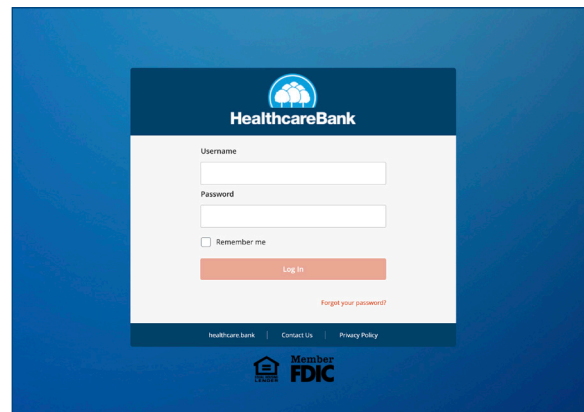 HealthcareBank
Username
Password
Remember me
Log In
Forgot your password?
healthcare.bank | Contact Us | Privacy Policy
Member
FDIC